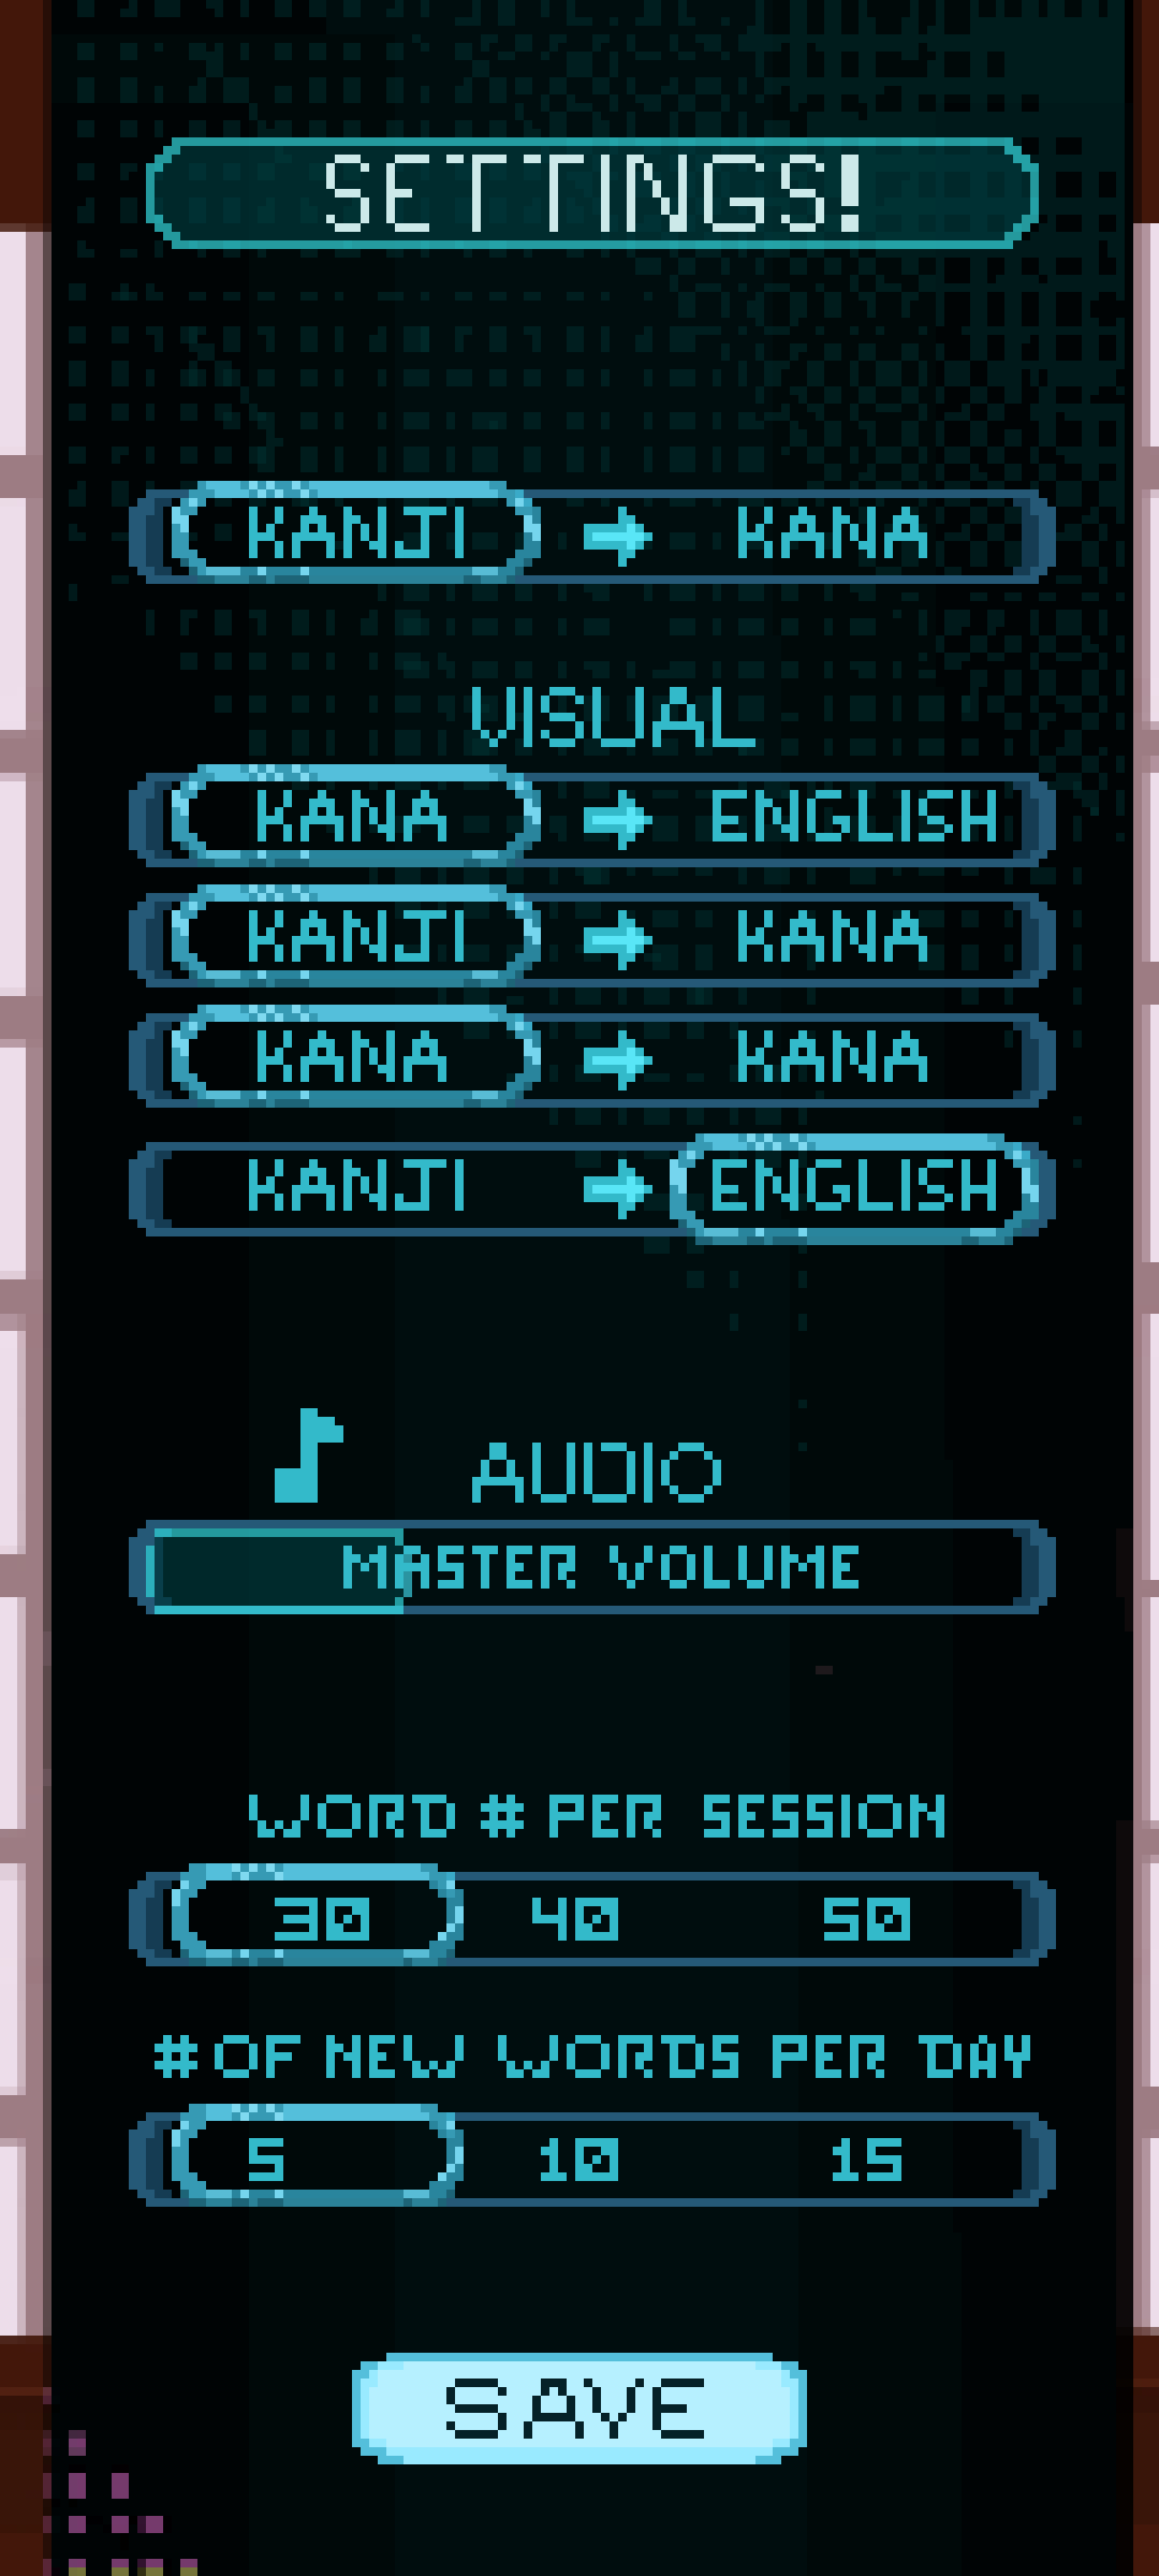 SETTINGS!
KANJI → KANA
VISUAL
KANA → ENGLISH
KANJI → KANA
KANA → KANA
KANJI → ENGLISH
AUDIO
MASTER VOLUME
WORD # PER SESSION
30 40 50
# OF NEW WORDS PER DAY
5 10 15
SAVE